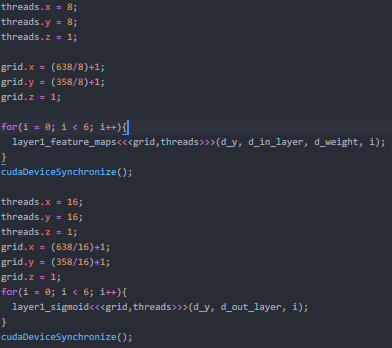 threads.x = 8;
threads.y = 8;
threads.z = 1;
grid.x = (638/8)+1;
grid.y = (358/8)+1;
grid.z = 1;
for(i = 0; i < 6; i++){
layer1_feature_maps<<<grid,threads>>>(d_y, d_in_layer, d_weight, i);
}
cudaDeviceSynchronize();
threads.x = 16;
threads.y = 16;
threads.z = 1;
grid.x = (638/16)+1;
grid.y = (358/16)+1;
grid.z = 1;
for(i = 0; i < 6; i++){
layer1_sigmoid<<<grid,threads>>>(d_y, d_out_layer, i);
}
cudaDeviceSynchronize();